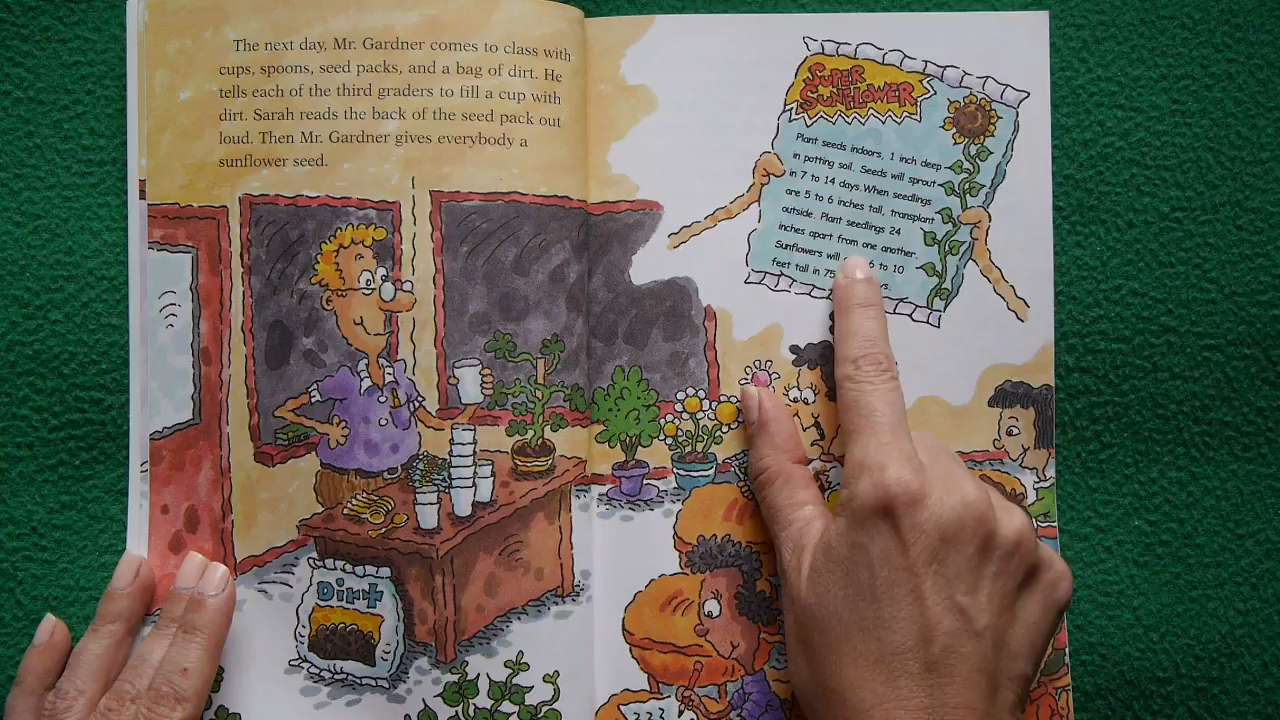 The next day, Mr. Gardner comes to class with
cups, spoons, seed packs, and a bag of dirt. He
tells each of the third graders to fill a cup with
dirt. Sarah reads the back of the seed pack out
loud. Then Mr. Gardner gives everybody a
sunflower seed.
SUPER
SUNFLOWER
Plant seeds indoors, 1 inch deep
in potting soil. Seeds will sprout
in 7 to 14 days. When seedlings
are 5 to 6 inches tall, transplant
outside. Plant seedlings 24
inches apart from one another.
Sunflowers will 6 to 10
feet tall in 75
Dirt